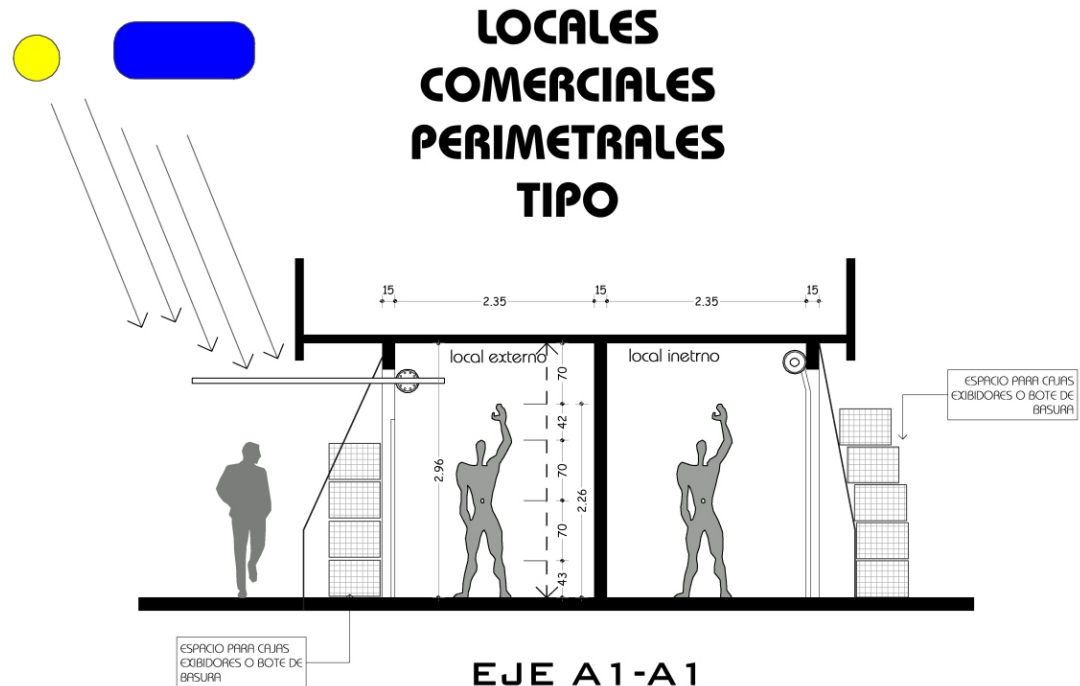 LOCALES
COMERCIALES
PERIMETRALES
TIPO
15
2.35
15
2.35
15
local externo
local inetrno
70
42
70
70
43
2.96
2.26
ESPACIO PARA CAJAS
EXIBIDORES O BOTE DE
BASURA
ESPACIO PARA CAJAS
EXIBIDORES O BOTE DE
BASURA
EJE A1-A1